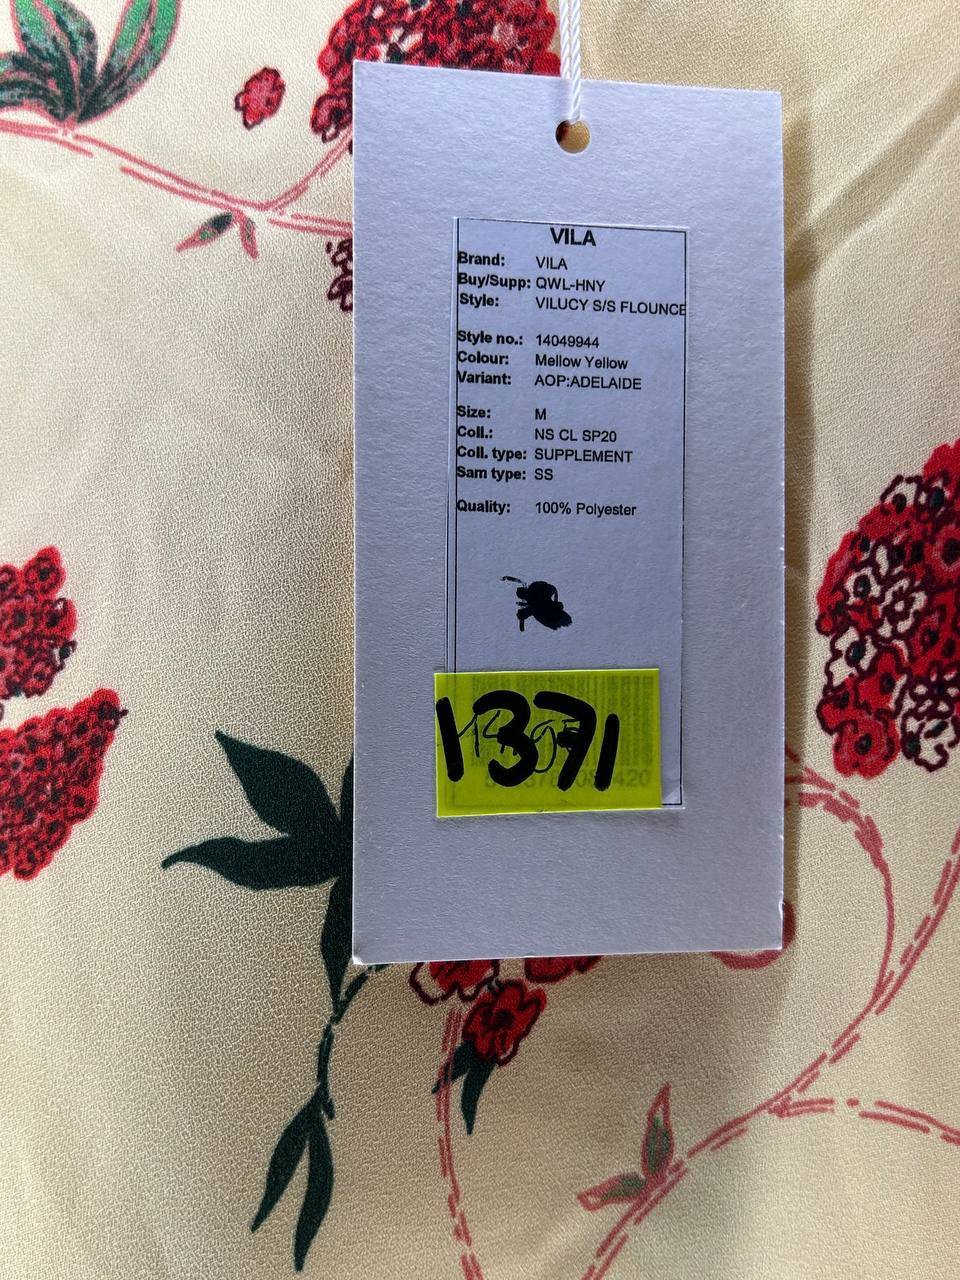 VILA
Brand: VILA
Buy/Supp: QWL-HNY
Style: VILUCY S/S FLOUNCE
Style no.: 14049944
Colour: Mellow Yellow
Variant: AOP:ADELAIDE
Size: M
Coll.: NS CL SP20
Coll. type: SUPPLEMENT
Sam type: SS
Quality: 100% Polyester
1371